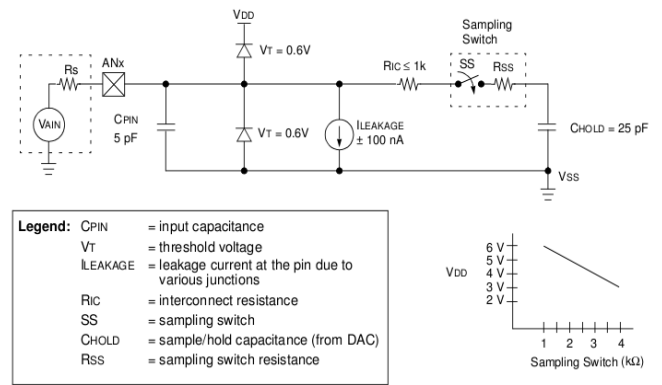 VDD
Sampling
Switch
VT = 0.6V
ANx
RS
RIC ≤ 1k
SS
RSS
VAIN
CPIN
5 pF
VT = 0.6V
ILEAKAGE
± 100 nA
CHOLD = 25 pF
VSS
Legend: CPIN = input capacitance
VT = threshold voltage
ILEAKAGE = leakage current at the pin due to
various junctions
RIC = interconnect resistance
SS = sampling switch
CHOLD = sample/hold capacitance (from DAC)
RSS = sampling switch resistance
6 V
5 V
VDD 4 V
3 V
2 V
1 2 3 4
Sampling Switch (kΩ)